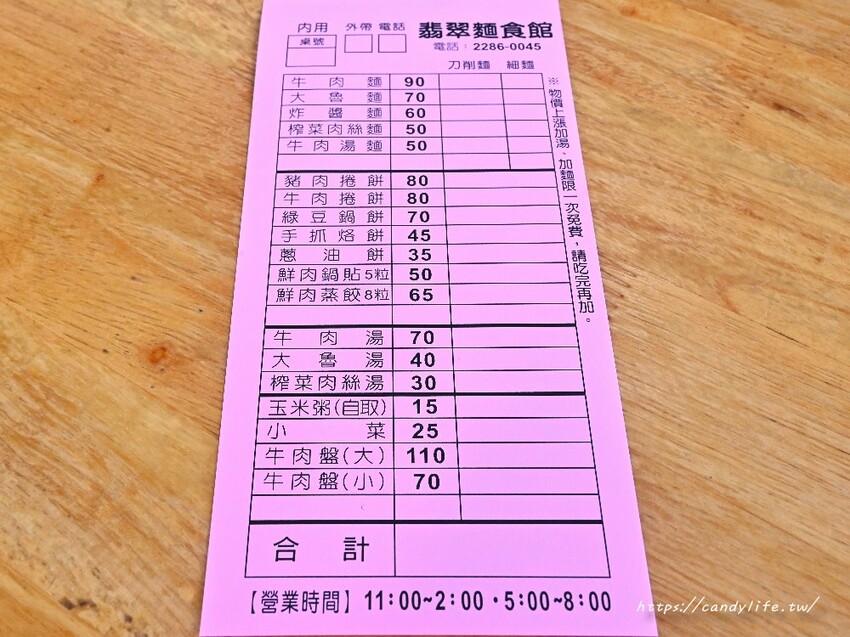 內用 外帶 電話 翡翠麵食館
桌號 電話：2286-0045
刀削麵 細麵
牛肉麵 90
大魯麵 70
炸醬麵 60
榨菜肉絲麵 50
牛肉湯麵 50
豬肉捲餅 80
牛肉捲餅 80
綠豆鍋餅 70
手抓烙餅 45
蔥油餅 35
鮮肉鍋貼5粒 50
鮮肉蒸餃8粒 65
牛肉湯 70
大魯湯 40
榨菜肉絲湯 30
玉米粥(自取) 15
小菜 25
牛肉盤(大) 110
牛肉盤(小) 70
合計
【營業時間】11:00~2:00・5:00~8:00
※物價上漲加湯、加麵限一次免費，請吃完再加。
https://candylife.tw/